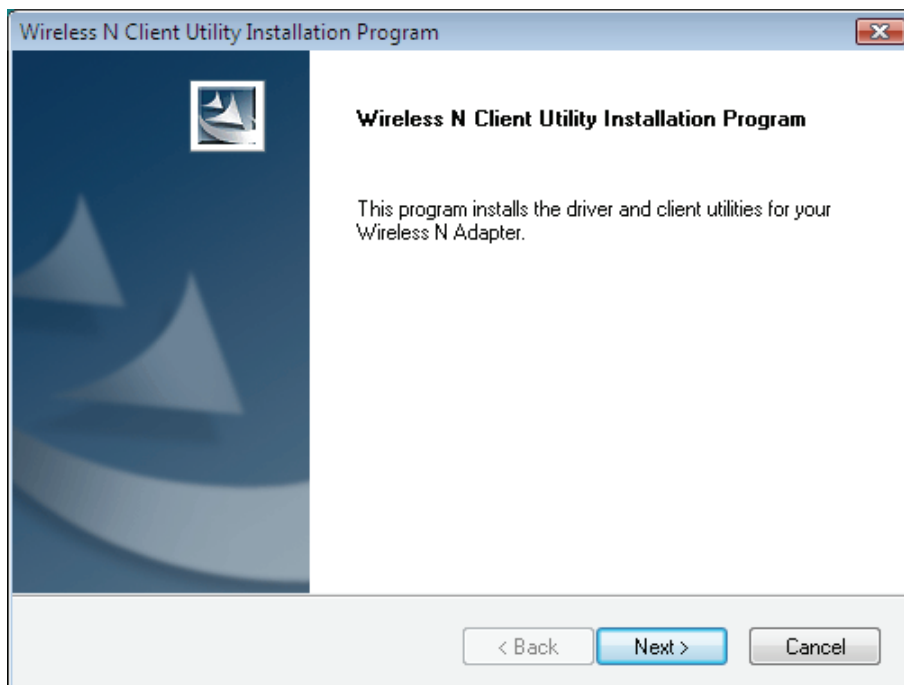 Wireless N Client Utility Installation Program
Wireless N Client Utility Installation Program
This program installs the driver and client utilities for your
Wireless N Adapter.
< Back
Next >
Cancel